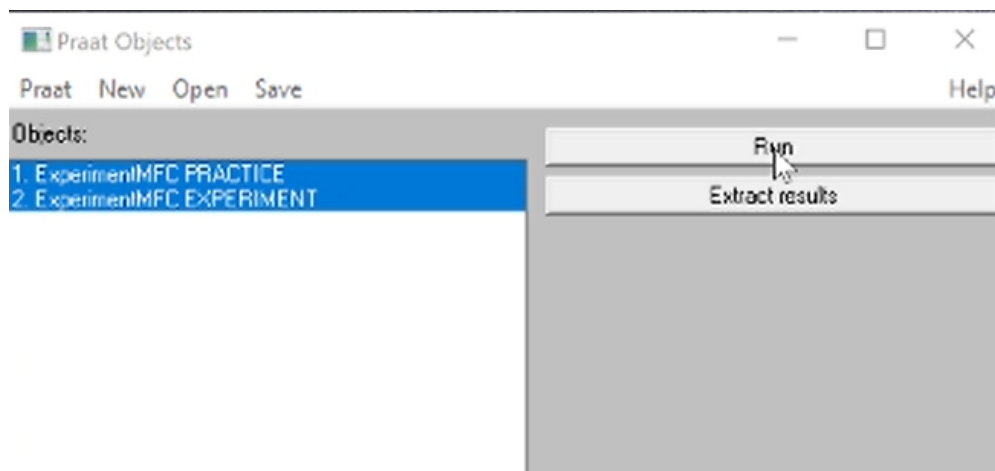 Praat Objects
Praat New Open Save Help
Objects:
1. ExperimentMFC PRACTICE
2. ExperimentMFC EXPERIMENT
Run
Extract results